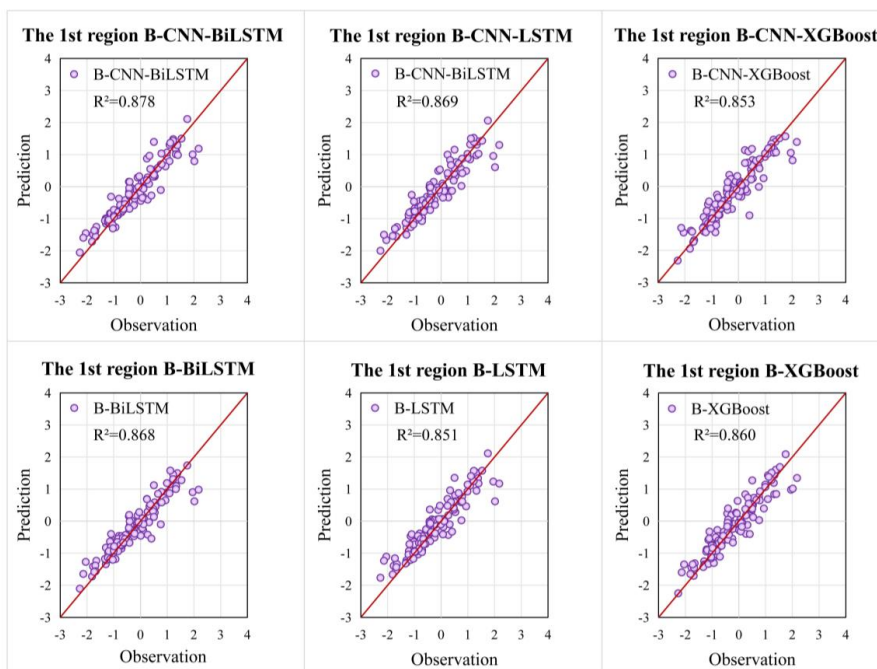 The 1st region B-CNN-BiLSTM
B-CNN-BiLSTM
R²=0.878
Prediction
4
3
2
1
0
-1
-2
-3
-3 -2 -1 0 1 2 3 4
Observation
The 1st region B-CNN-LSTM
B-CNN-BiLSTM
R²=0.869
Prediction
4
3
2
1
0
-1
-2
-3
-3 -2 -1 0 1 2 3 4
Observation
The 1st region B-CNN-XGBoost
B-CNN-XGBoost
R²=0.853
Prediction
4
3
2
1
0
-1
-2
-3
-3 -2 -1 0 1 2 3 4
Observation
The 1st region B-BiLSTM
B-BiLSTM
R²=0.868
Prediction
4
3
2
1
0
-1
-2
-3
-3 -2 -1 0 1 2 3 4
Observation
The 1st region B-LSTM
B-LSTM
R²=0.851
Prediction
4
3
2
1
0
-1
-2
-3
-3 -2 -1 0 1 2 3 4
Observation
The 1st region B-XGBoost
B-XGBoost
R²=0.860
Prediction
4
3
2
1
0
-1
-2
-3
-3 -2 -1 0 1 2 3 4
Observation